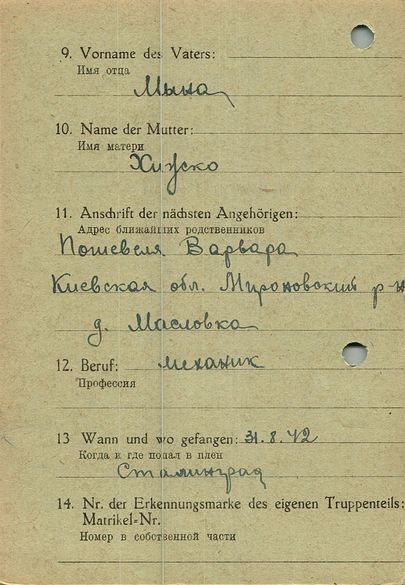 9. Vorname des Vaters:
Имя отца
Мына
10. Name der Mutter:
Имя матери
Хижско
11. Anschrift der nächsten Angehörigen:
Адрес ближайших родственников
Варвара
Киевская обл. Мироновский р-н
д. Масловка
12. Beruf: механик
Профессия
13 Wann und wo gefangen: 31.8.42
Когда и где попал в плен
Сталинград
14. Nr. der Erkennungsmarke des eigenen Truppenteils:
Matrikel-Nr.
Номер в собственной части